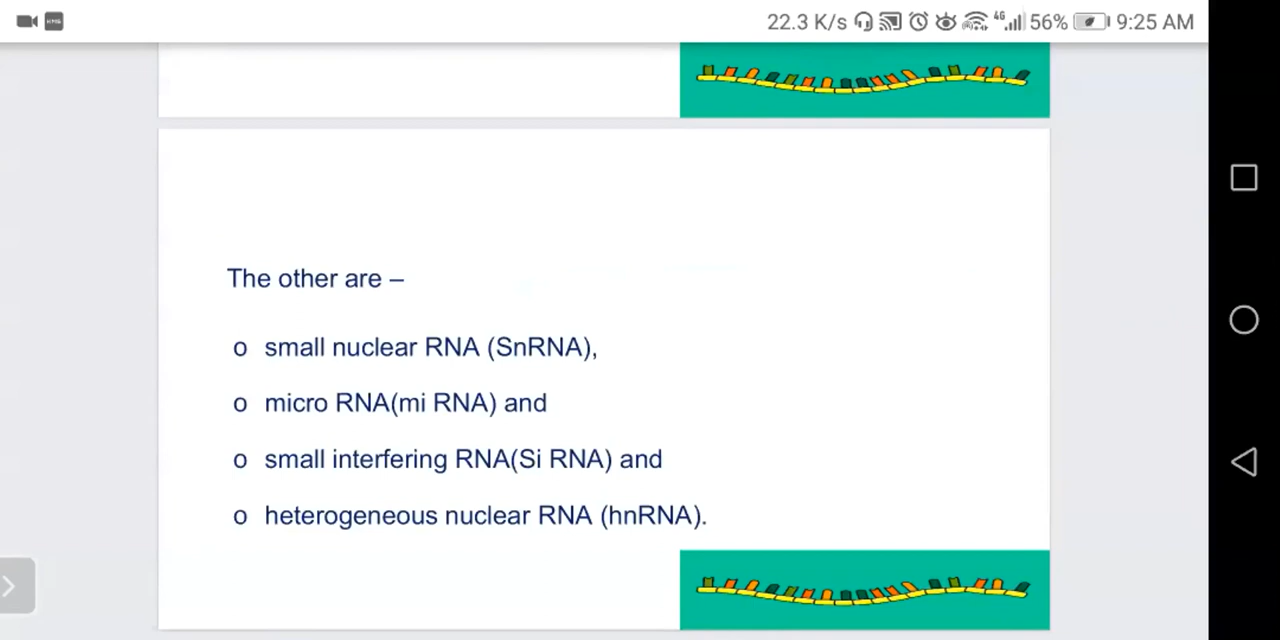 22.3 K/s 4G 56% 9:25 AM
The other are –
o small nuclear RNA (SnRNA),
o micro RNA(mi RNA) and
o small interfering RNA(Si RNA) and
o heterogeneous nuclear RNA (hnRNA).